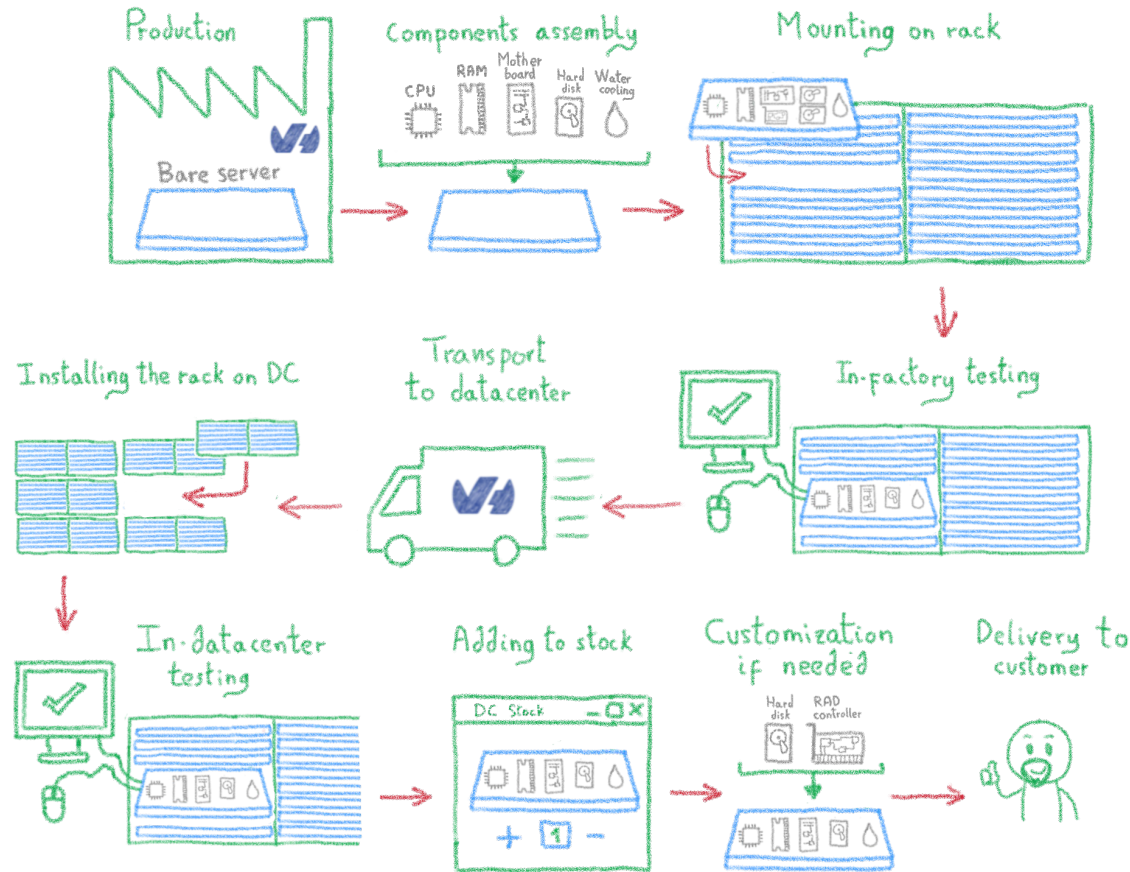 Production
Bare server
Components assembly
CPU
RAM
Mother
board
Hard
disk
Water
cooling
Mounting on rack
In-factory testing
Transport
to datacenter
Installing the rack on DC
In-datacenter
testing
Adding to stock
DC Stock
+ 1 -
Customization
if needed
Hard
disk
RAD
controller
Delivery to
customer